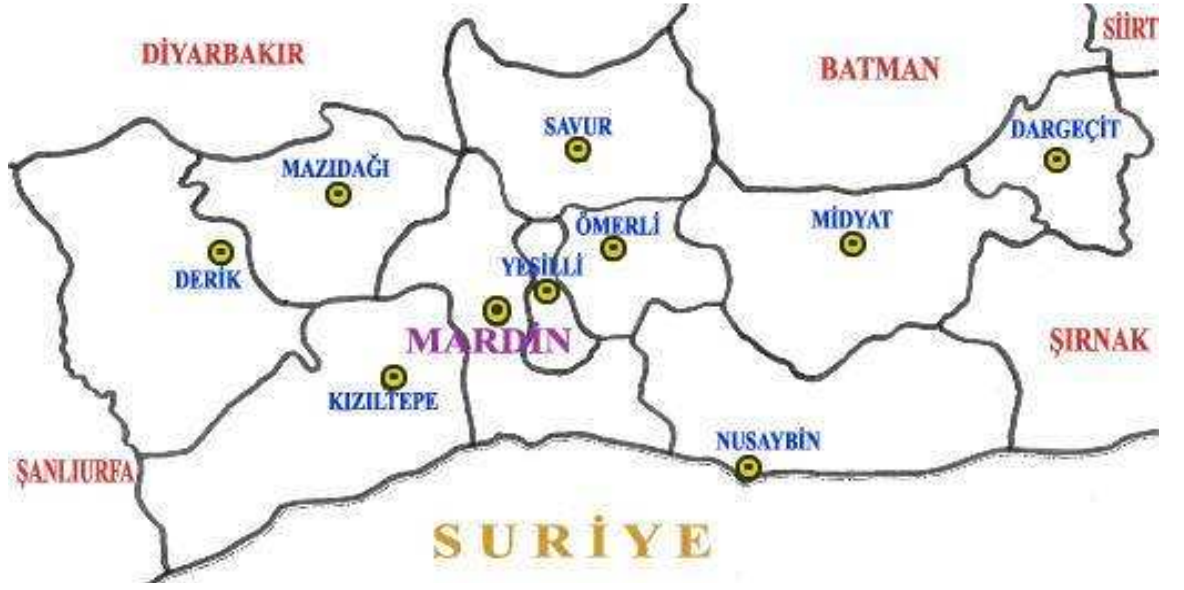 DİYARBAKIR
SİİRT
BATMAN
SAVUR
DARGEÇİT
MAZIDAĞI
MİDYAT
ÖMERLİ
YEŞİLLİ
DERİK
MARDİN
ŞIRNAK
KIZILTEPE
NUSAYBİN
ŞANLIURFA
SURİYE